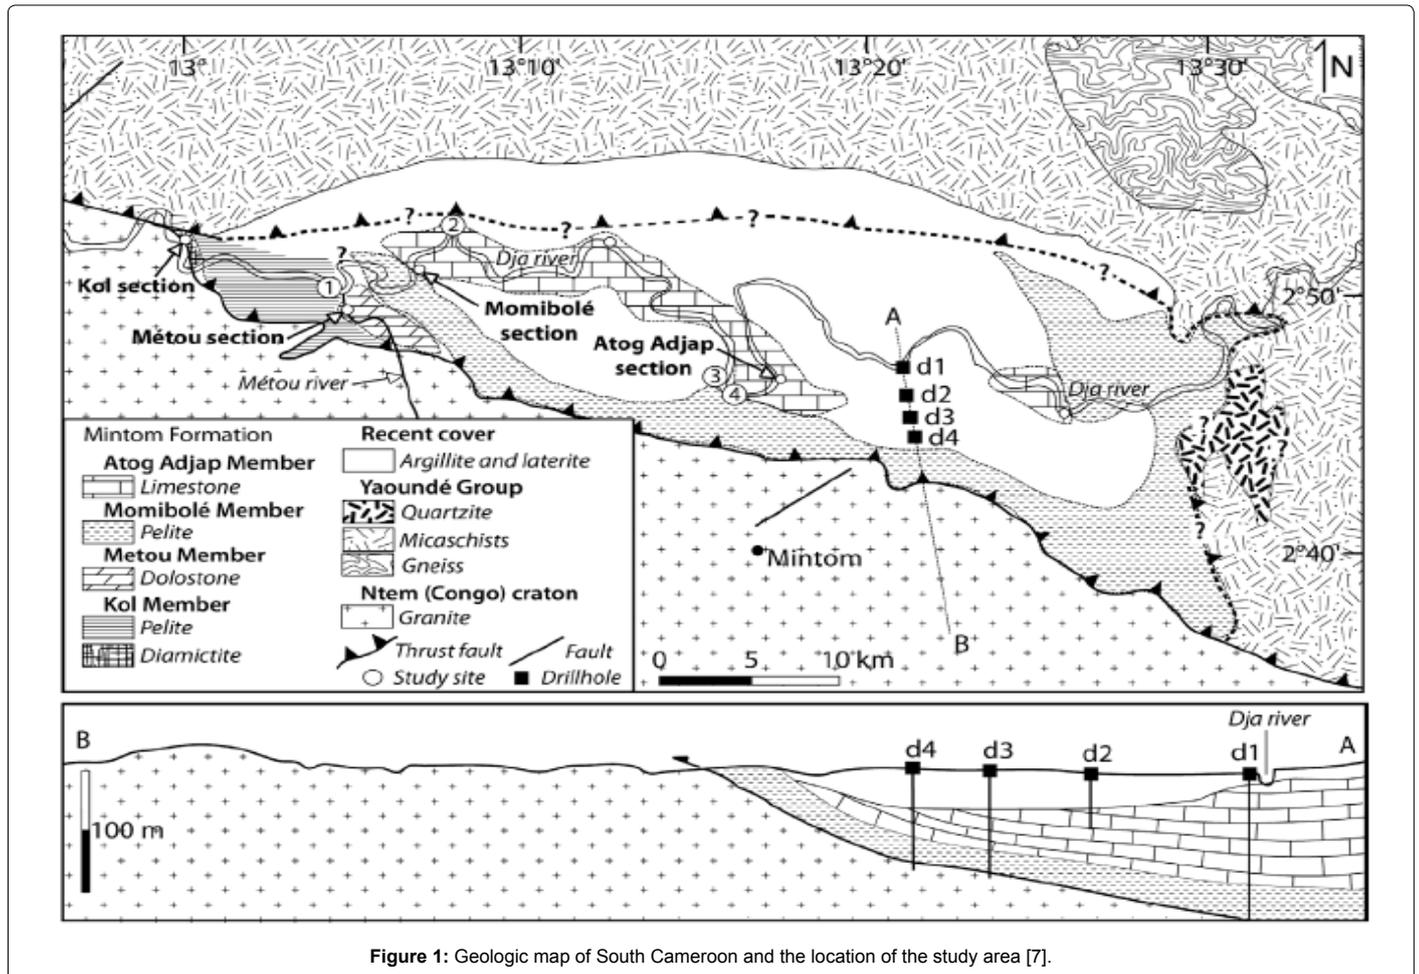 13°
13°10'
13°20'
13°30'
N
?
?
?
?
2
?
Dja river
Kol section
1
2°50'
Momibolé
section
Métou section
A
Atog Adjap
section
Métou river
3
4
d1
d2
d3
d4
Dja river
?
?
?
2°40'
Mintom
B
0 5 10 km
Mintom Formation
Atog Adjap Member
Limestone
Momibolé Member
Pelite
Metou Member
Dolostone
Kol Member
Pelite
Diamictite
Recent cover
Argillite and laterite
Yaoundé Group
Quartzite
Micaschists
Gneiss
Ntem (Congo) craton
Granite
Thrust fault
Fault
Study site
Drillhole
B
d4
d3
d2
d1
Dja river
A
100 m
Figure 1: Geologic map of South Cameroon and the location of the study area [7].